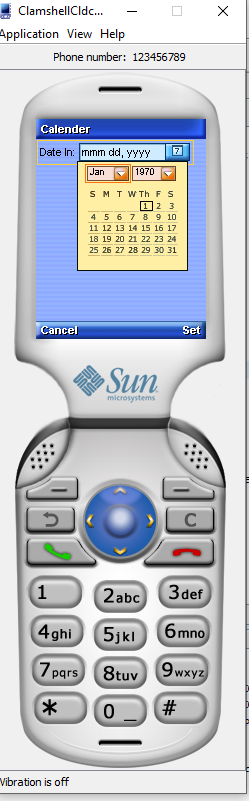 ClamshellCldc...
Application View Help
Phone number: 123456789
Calender
Date In: mmm dd, yyyy 7
Jan 1970
S M T W Th F S
1 2 3
4 5 6 7 8 9 10
11 12 13 14 15 16 17
18 19 20 21 22 23 24
25 26 27 28 29 30 31
Cancel Set
Sun
microsystems
C
1 2abc 3def
4ghi 5jkl 6mno
7pqrs 8tuv 9wxyz
* 0 _ #
Vibration is off